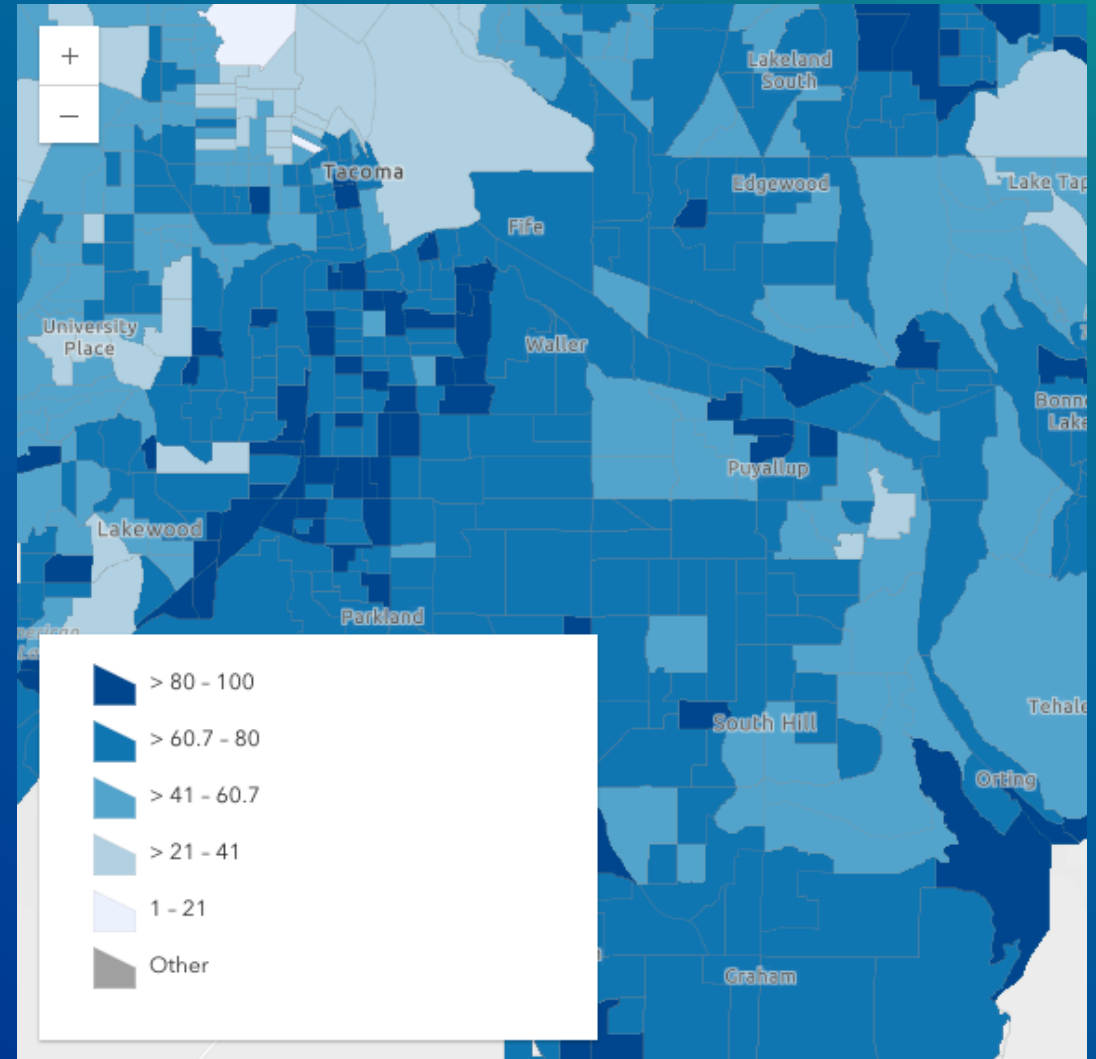 +
−
Lakeland
South
Tacoma
Edgewood
Lake Tap
Fife
University
Place
Waller
Bonne
Lake
Puyallup
Lakewood
Parkland
South Hill
Tehale
Orting
Graham
> 80 - 100
> 60.7 - 80
> 41 - 60.7
> 21 - 41
1 - 21
Other